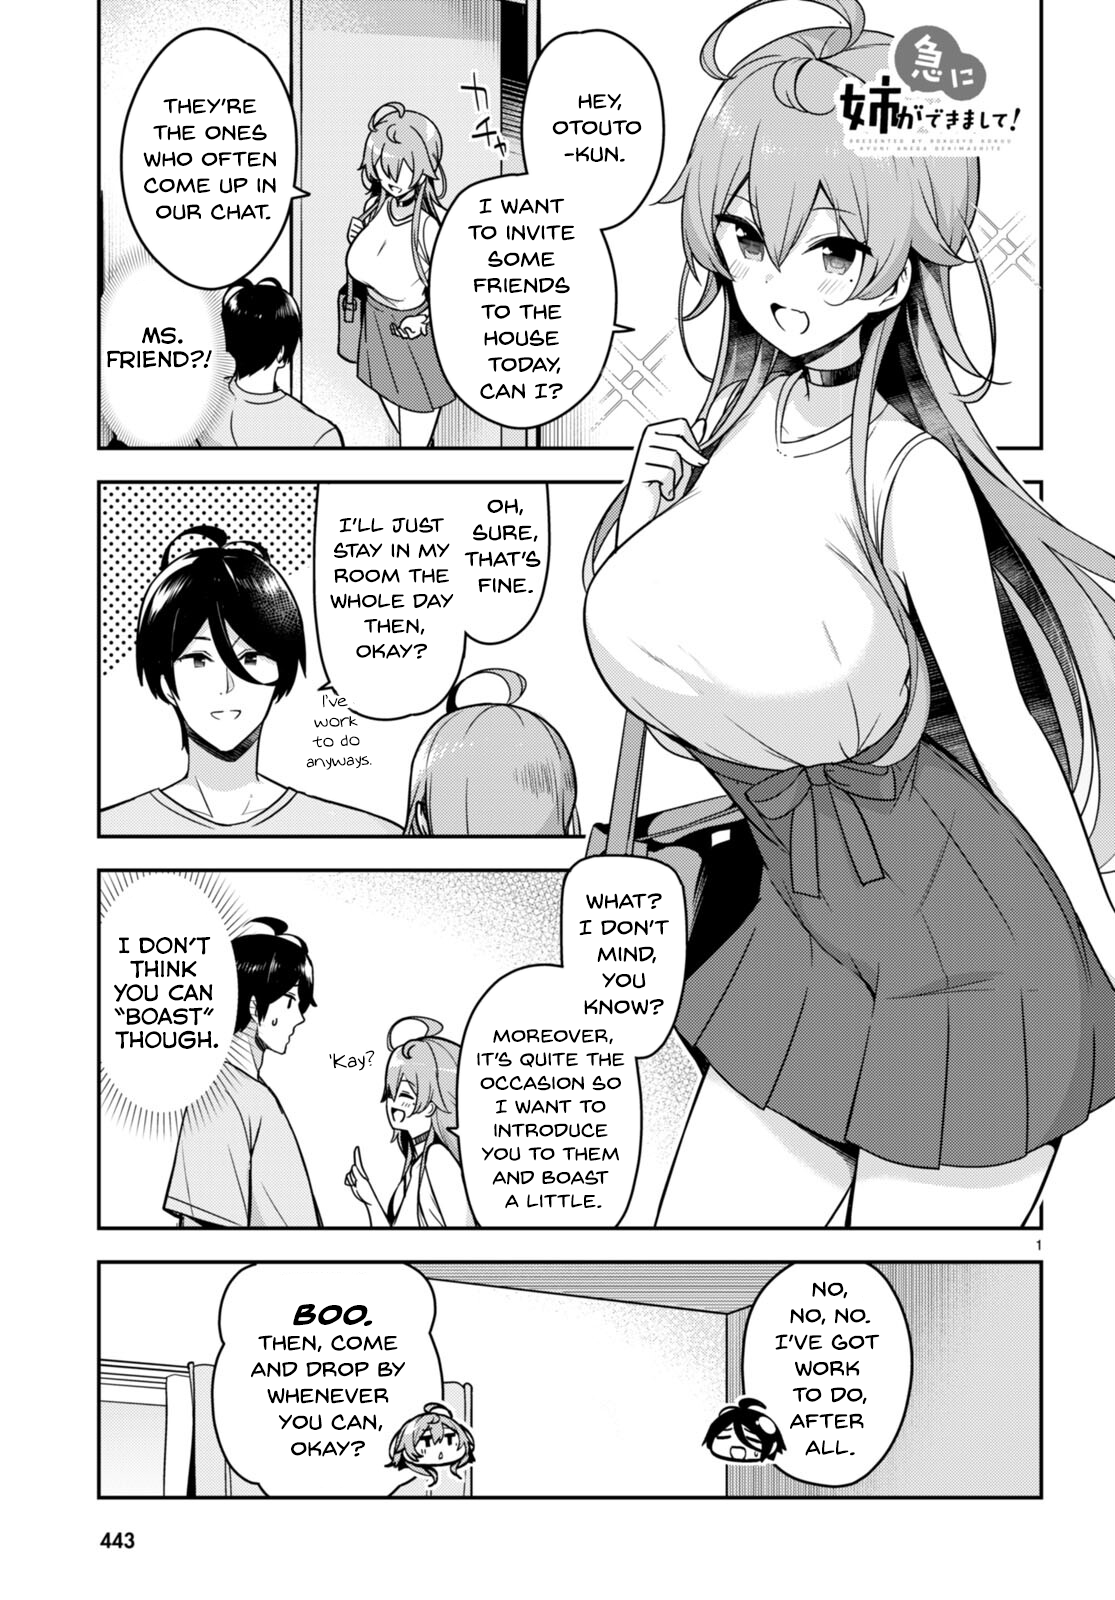 急に
姉ができまして!
PRESENTED BY ROKUSYO KOKUU
KYUNI ANEGA DEKIMASHITE
HEY,
OTOUTO
-KUN.
I WANT
TO INVITE
SOME
FRIENDS
TO THE
HOUSE
TODAY,
CAN I?
ガチャ
THEY'RE
THE ONES
WHO OFTEN
COME UP IN
OUR CHAT.
MS.
FRIEND?!
OH,
SURE,
THAT'S
FINE.
I'LL JUST
STAY IN MY
ROOM THE
WHOLE DAY
THEN,
OKAY?
I've
work
to do
anyways.
WHAT?
I DON'T
MIND,
YOU
KNOW?
MOREOVER,
IT'S QUITE THE
OCCASION SO
I WANT TO
INTRODUCE
YOU TO THEM
AND BOAST
A LITTLE.
'Kay?
I DON'T
THINK
YOU CAN
"BOAST"
THOUGH.
1
NO,
NO, NO.
I'VE GOT
WORK
TO DO,
AFTER
ALL.
BOO.
THEN, COME
AND DROP BY
WHENEVER
YOU CAN,
OKAY?
443